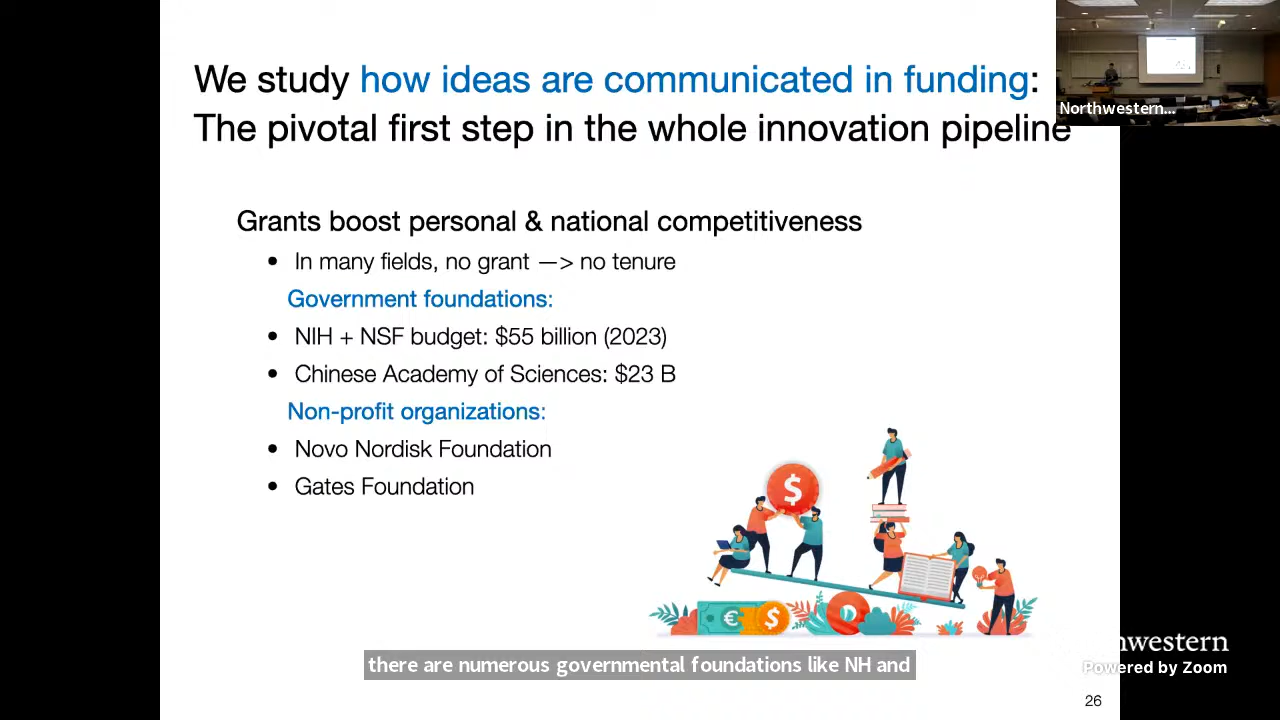 We study how ideas are communicated in funding:
The pivotal first step in the whole innovation pipeline
Northwestern...
Grants boost personal & national competitiveness
• In many fields, no grant —> no tenure
Government foundations:
• NIH + NSF budget: $55 billion (2023)
• Chinese Academy of Sciences: $23 B
Non-profit organizations:
• Novo Nordisk Foundation
• Gates Foundation
$
€
$
there are numerous governmental foundations like NH and
hwestern
Powered by Zoom
26